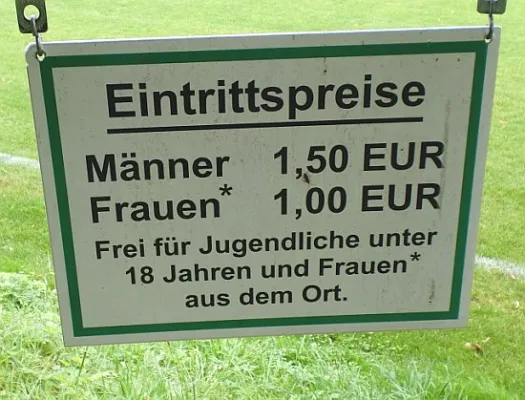 Eintrittspreise
Männer 1,50 EUR
Frauen* 1,00 EUR
Frei für Jugendliche unter
18 Jahren und Frauen*
aus dem Ort.